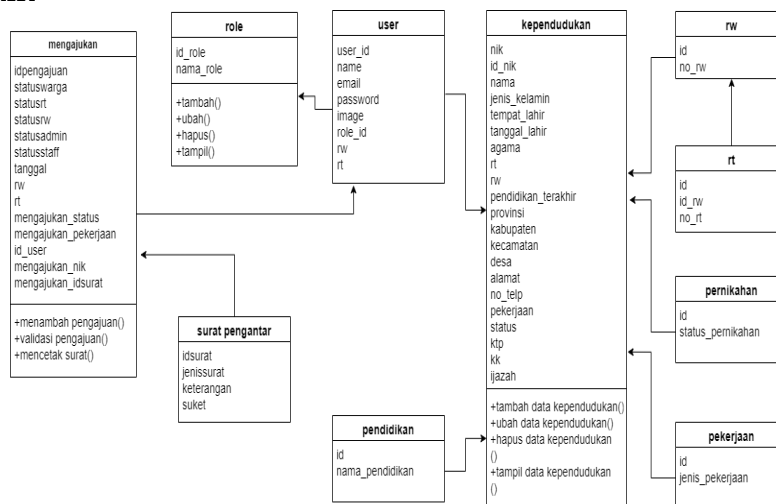 mengajukan
idpengajuan
statuswarga
statusrt
statusrw
statusadmin
statusstaff
tanggal
rw
rt
mengajukan_status
mengajukan_pekerjaan
id_user
mengajukan_nik
mengajukan_idsurat
+menambah pengajuan()
+validasi pengajuan()
+mencetak surat()
role
id_role
nama_role
+tambah()
+ubah()
+hapus()
+tampil()
user
user_id
name
email
password
image
role_id
rw
rt
surat pengantar
idsurat
jenissurat
keterangan
suket
pendidikan
id
nama_pendidikan
kependudukan
nik
id_nik
nama
jenis_kelamin
tempat_lahir
tanggal_lahir
agama
rt
rw
pendidikan_terakhir
provinsi
kabupaten
kecamatan
desa
alamat
no_telp
pekerjaan
status
ktp
kk
ijazah
+tambah data kependudukan()
+ubah data kependudukan()
+hapus data kependudukan
()
+tampil data kependudukan
()
rw
id
no_rw
rt
id
id_rw
no_rt
pernikahan
id
status_pernikahan
pekerjaan
id
jenis_pekerjaan